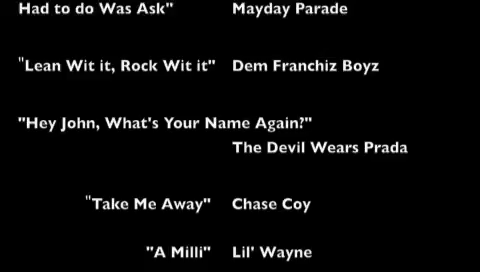 Had to do Was Ask" Mayday Parade
"Lean Wit it, Rock Wit it" Dem Franchiz Boyz
"Hey John, What's Your Name Again?"
The Devil Wears Prada
"Take Me Away" Chase Coy
"A Milli" Lil' Wayne